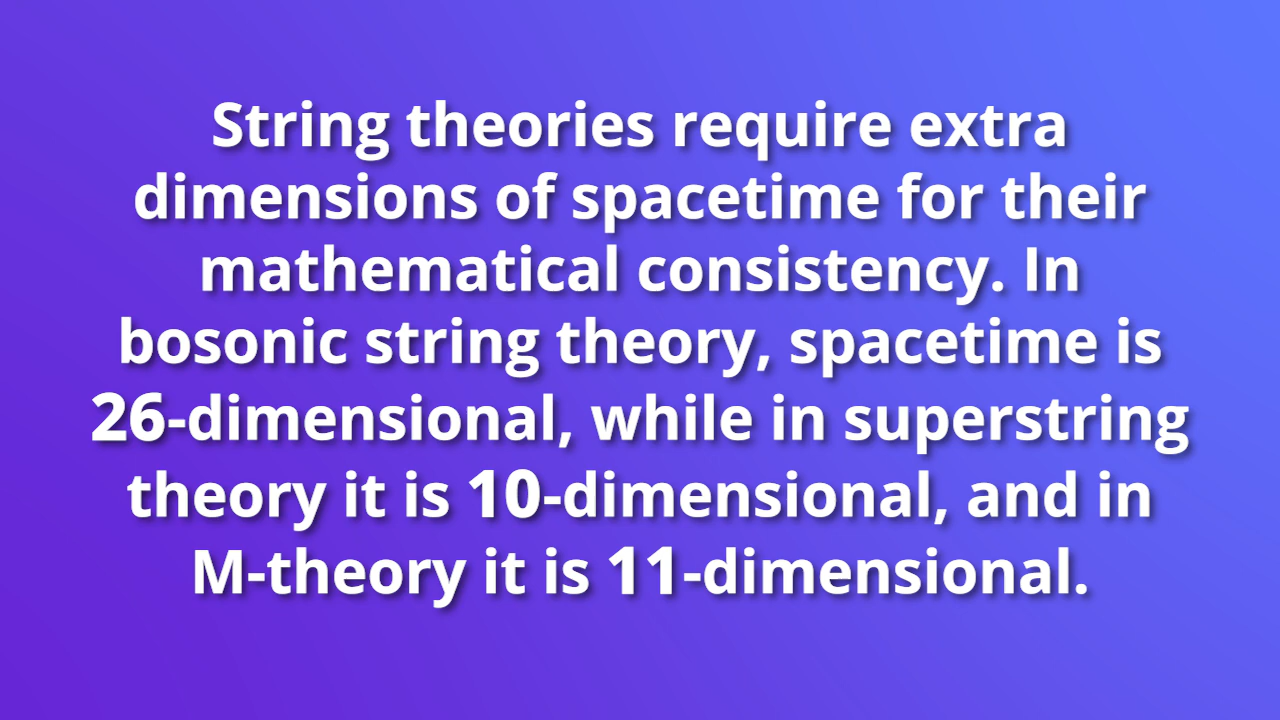 String theories require extra
dimensions of spacetime for their
mathematical consistency. In
bosonic string theory, spacetime is
26-dimensional, while in superstring
theory it is 10-dimensional, and in
M-theory it is 11-dimensional.